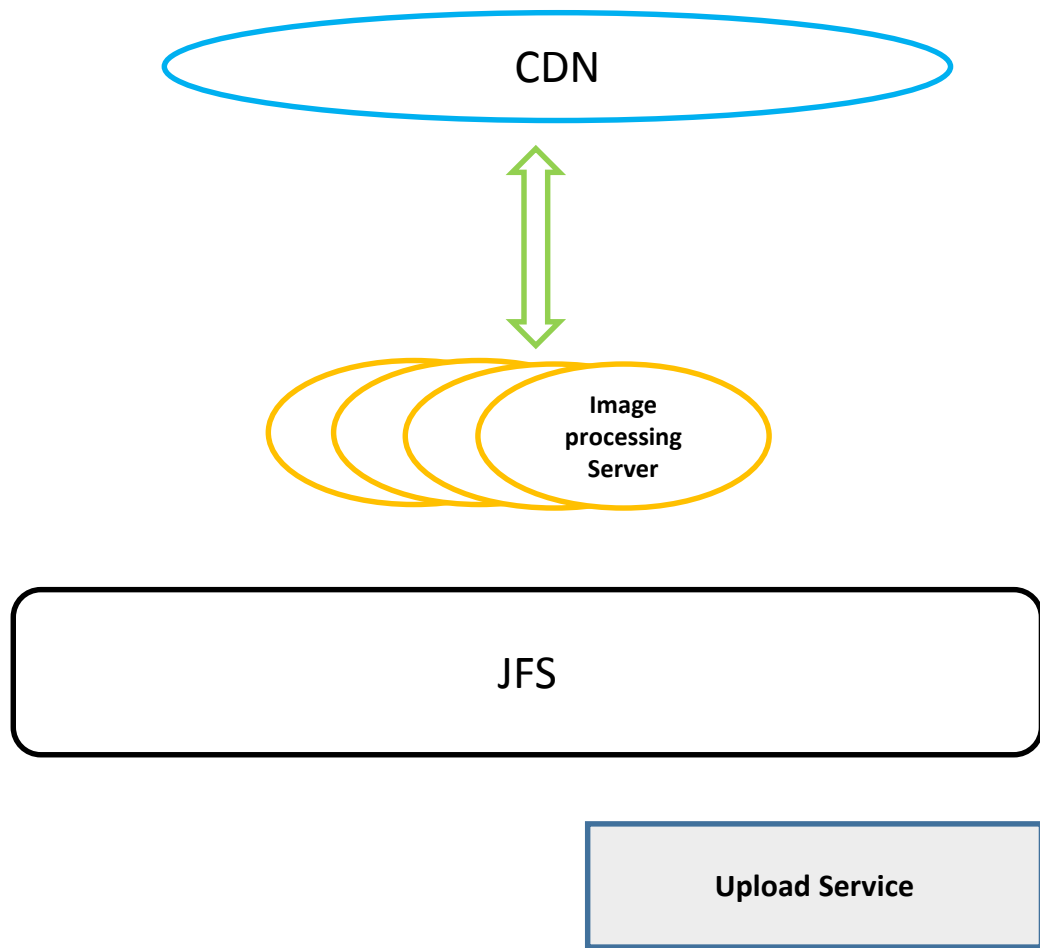 CDN
Image
processing
Server
JFS
Upload Service